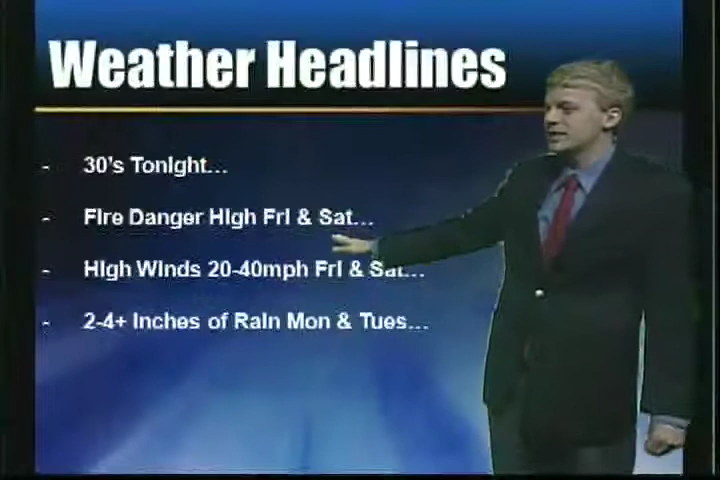 Weather Headlines
- 30's Tonight...
- Fire Danger High Fri & Sat...
- High Winds 20-40mph Fri & Sat...
- 2-4+ Inches of Rain Mon & Tues...